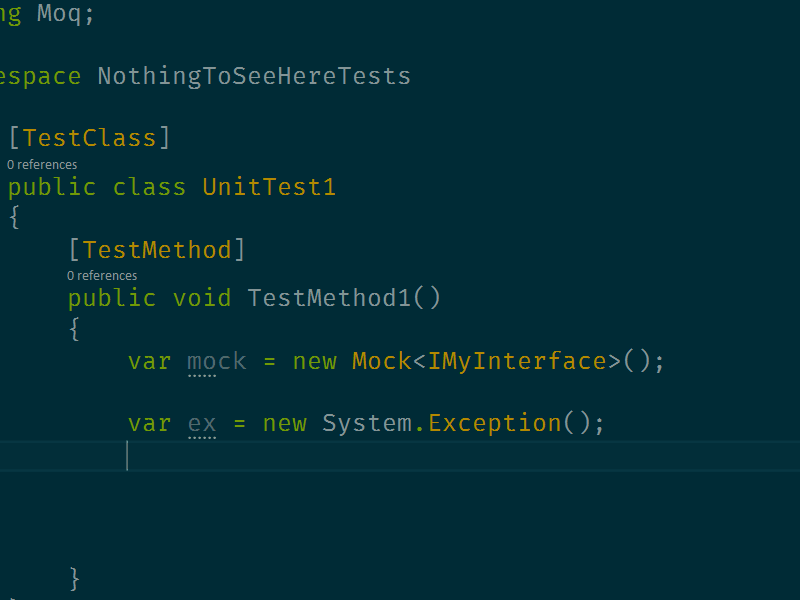 ng Moq;
espace NothingToSeeHereTests
[TestClass]
0 references
public class UnitTest1
{
[TestMethod]
0 references
public void TestMethod1()
{
var mock = new Mock<IMyInterface>();
var ex = new System.Exception();
}